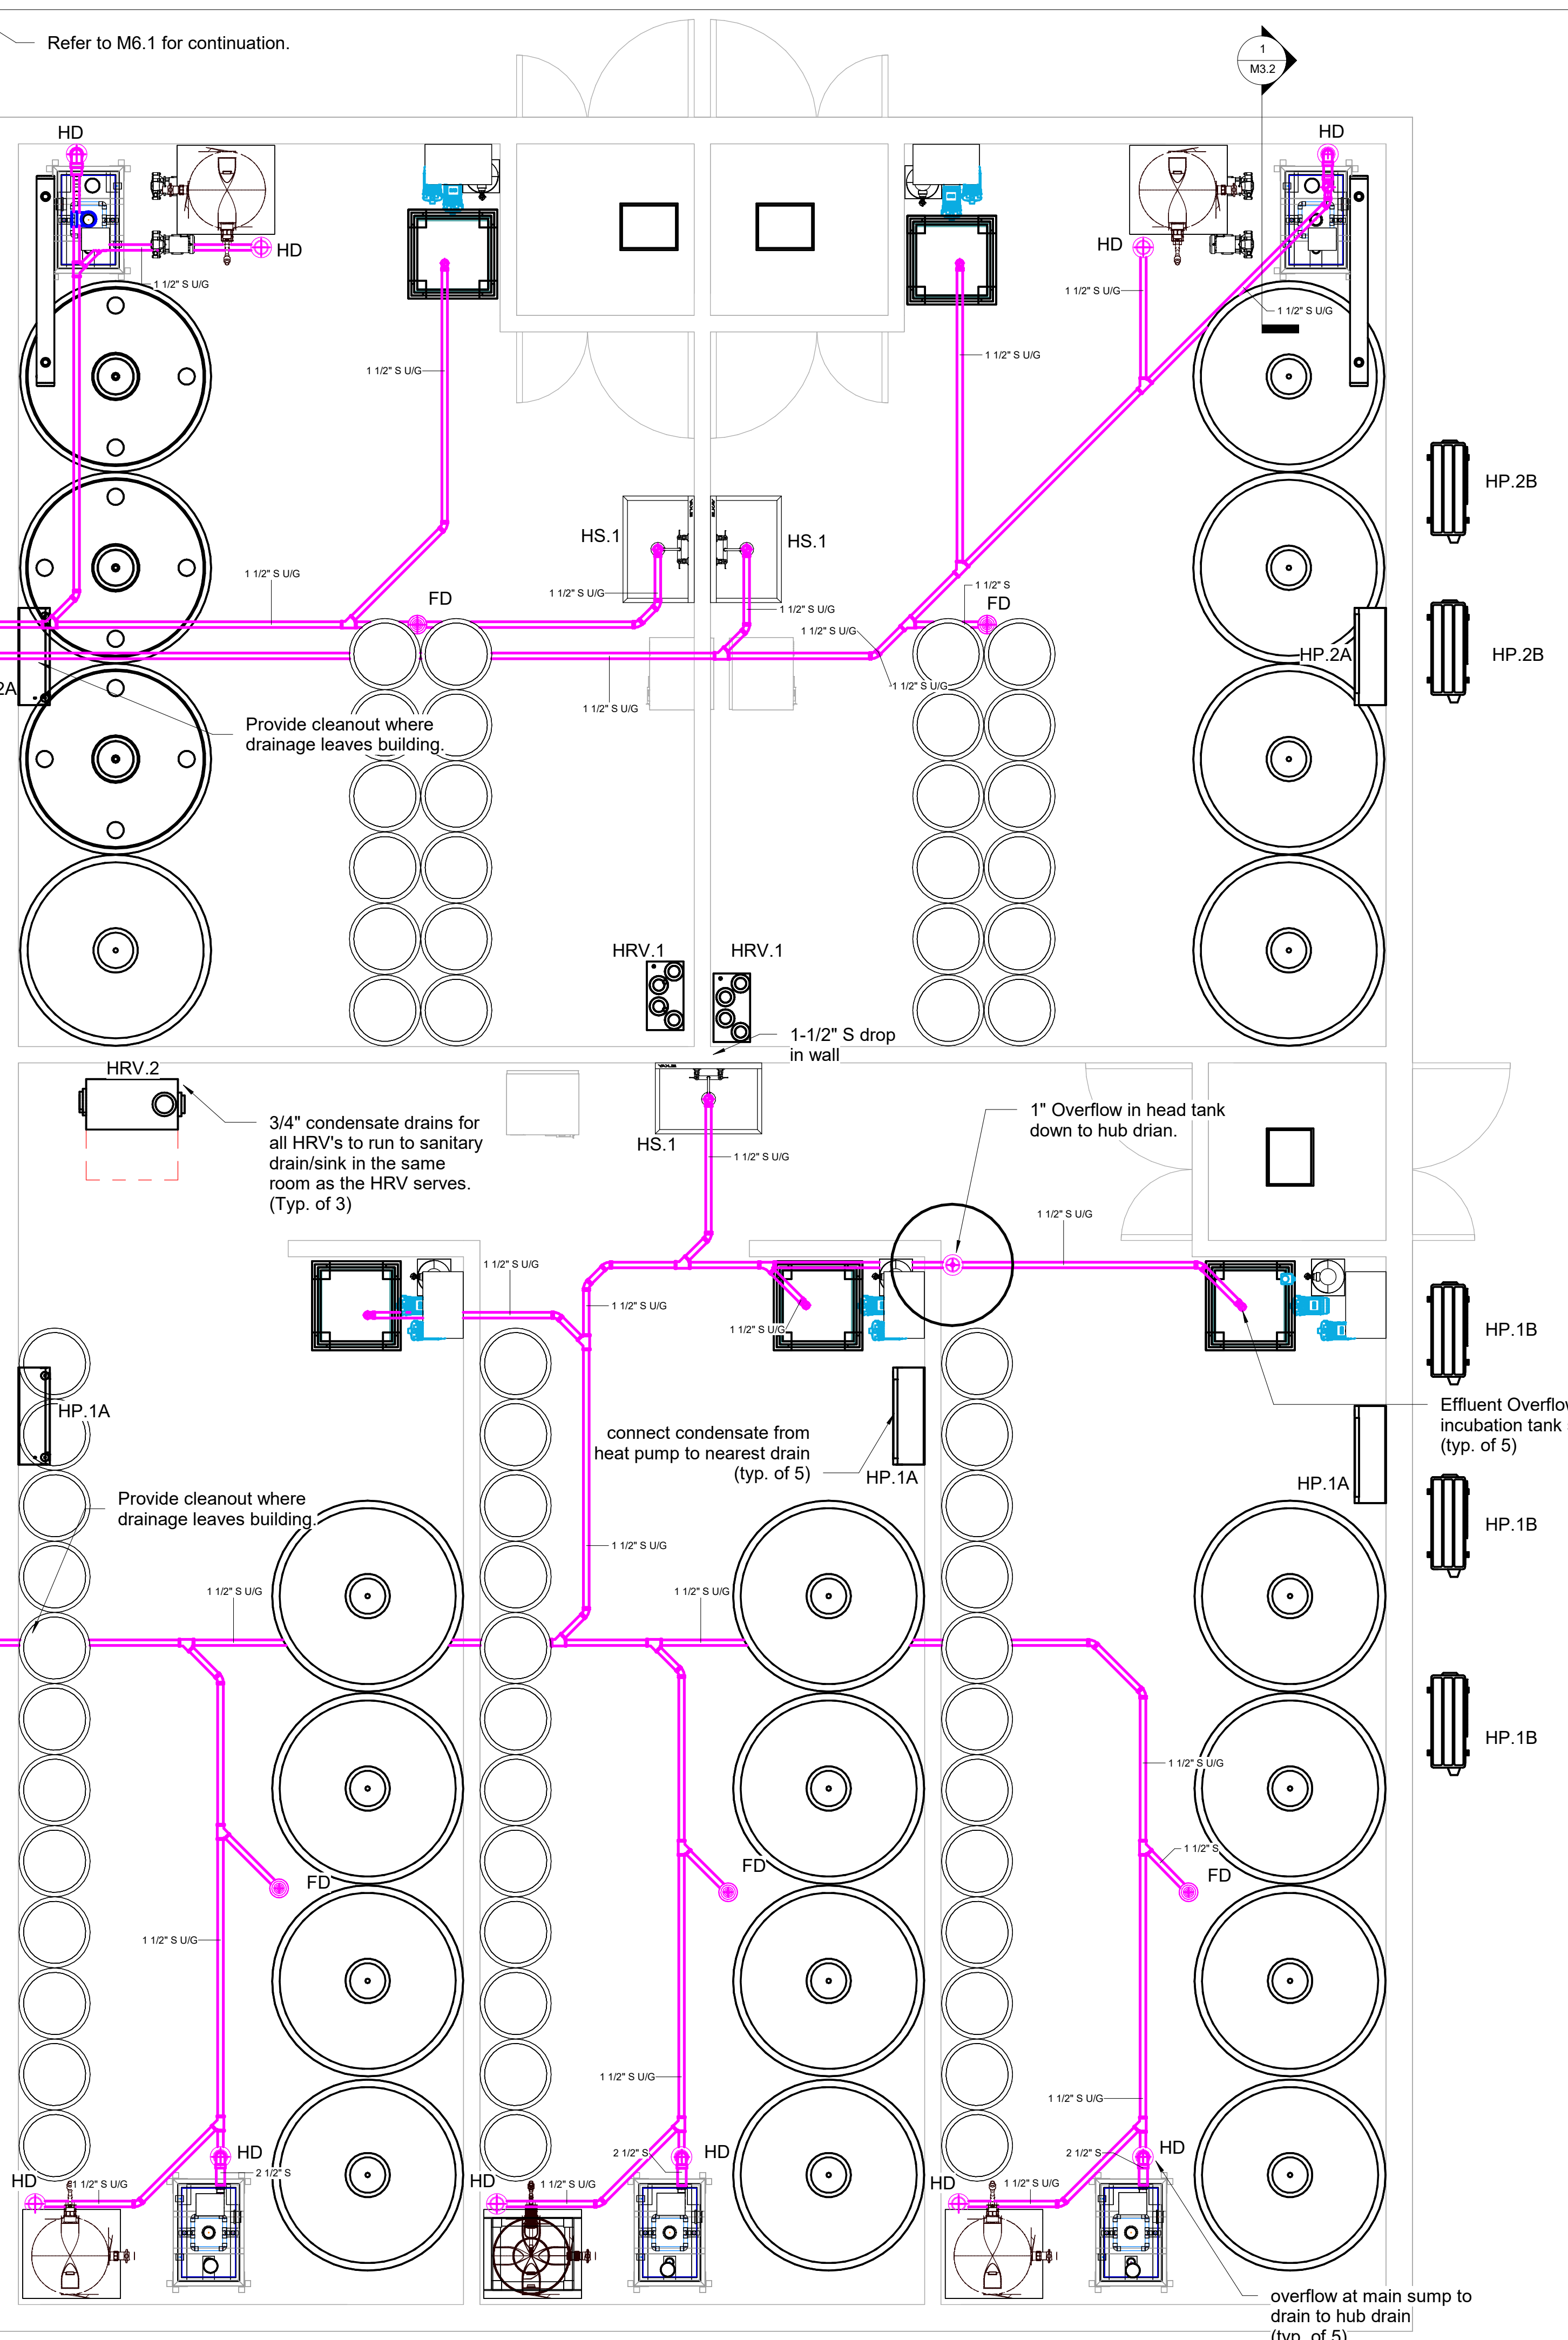 Refer to M6.1 for continuation.
1
M3.2
HD
HD
HD
HD
1 1/2" S U/G
1 1/2" S U/G
1 1/2" S U/G
1 1/2" S U/G
1 1/2" S U/G
HP.2B
HS.1
HS.1
1 1/2" S U/G
1 1/2" S U/G
1 1/2" S
FD
FD
1 1/2" S U/G
1 1/2" S U/G
HP.2A
HP.2B
2A
1 1/2" S U/G
1 1/2" S U/G
Provide cleanout where
drainage leaves building.
HRV.1
HRV.1
1-1/2" S drop
in wall
HRV.2
3/4" condensate drains for
all HRV's to run to sanitary
drain/sink in the same
room as the HRV serves.
(Typ. of 3)
HS.1
1 1/2" S U/G
1" Overflow in head tank
down to hub drian.
1 1/2" S U/G
1 1/2" S U/G
1 1/2" S U/G
1 1/2" S U/G
HP.1B
HP.1A
connect condensate from
heat pump to nearest drain
(typ. of 5)
HP.1A
Effluent Overflow
incubation tank
(typ. of 5)
HP.1A
Provide cleanout where
drainage leaves building.
HP.1B
1 1/2" S U/G
1 1/2" S U/G
1 1/2" S U/G
HP.1B
1 1/2" S U/G
1 1/2" S
FD
FD
FD
1 1/2" S U/G
1 1/2" S U/G
1 1/2" S U/G
HD
2 1/2" S
HD
2 1/2" S
HD
2 1/2" S
HD
1 1/2" S U/G
HD
1 1/2" S U/G
HD
1 1/2" S U/G
overflow at main sump to
drain to hub drain
(typ. of 5)